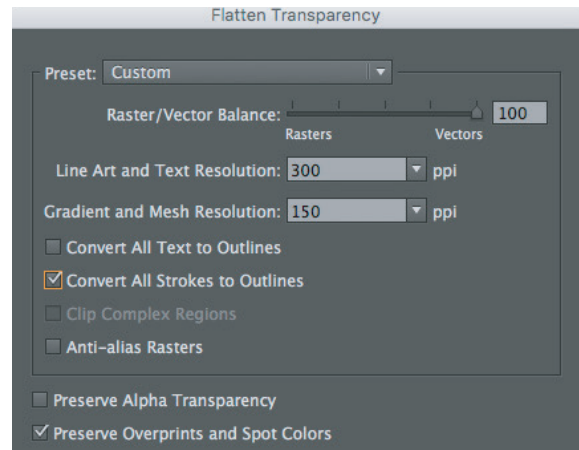 Flatten Transparency
Preset: Custom
Raster/Vector Balance: 100
Rasters Vectors
Line Art and Text Resolution: 300 ppi
Gradient and Mesh Resolution: 150 ppi
Convert All Text to Outlines
Convert All Strokes to Outlines
Clip Complex Regions
Anti-alias Rasters
Preserve Alpha Transparency
Preserve Overprints and Spot Colors